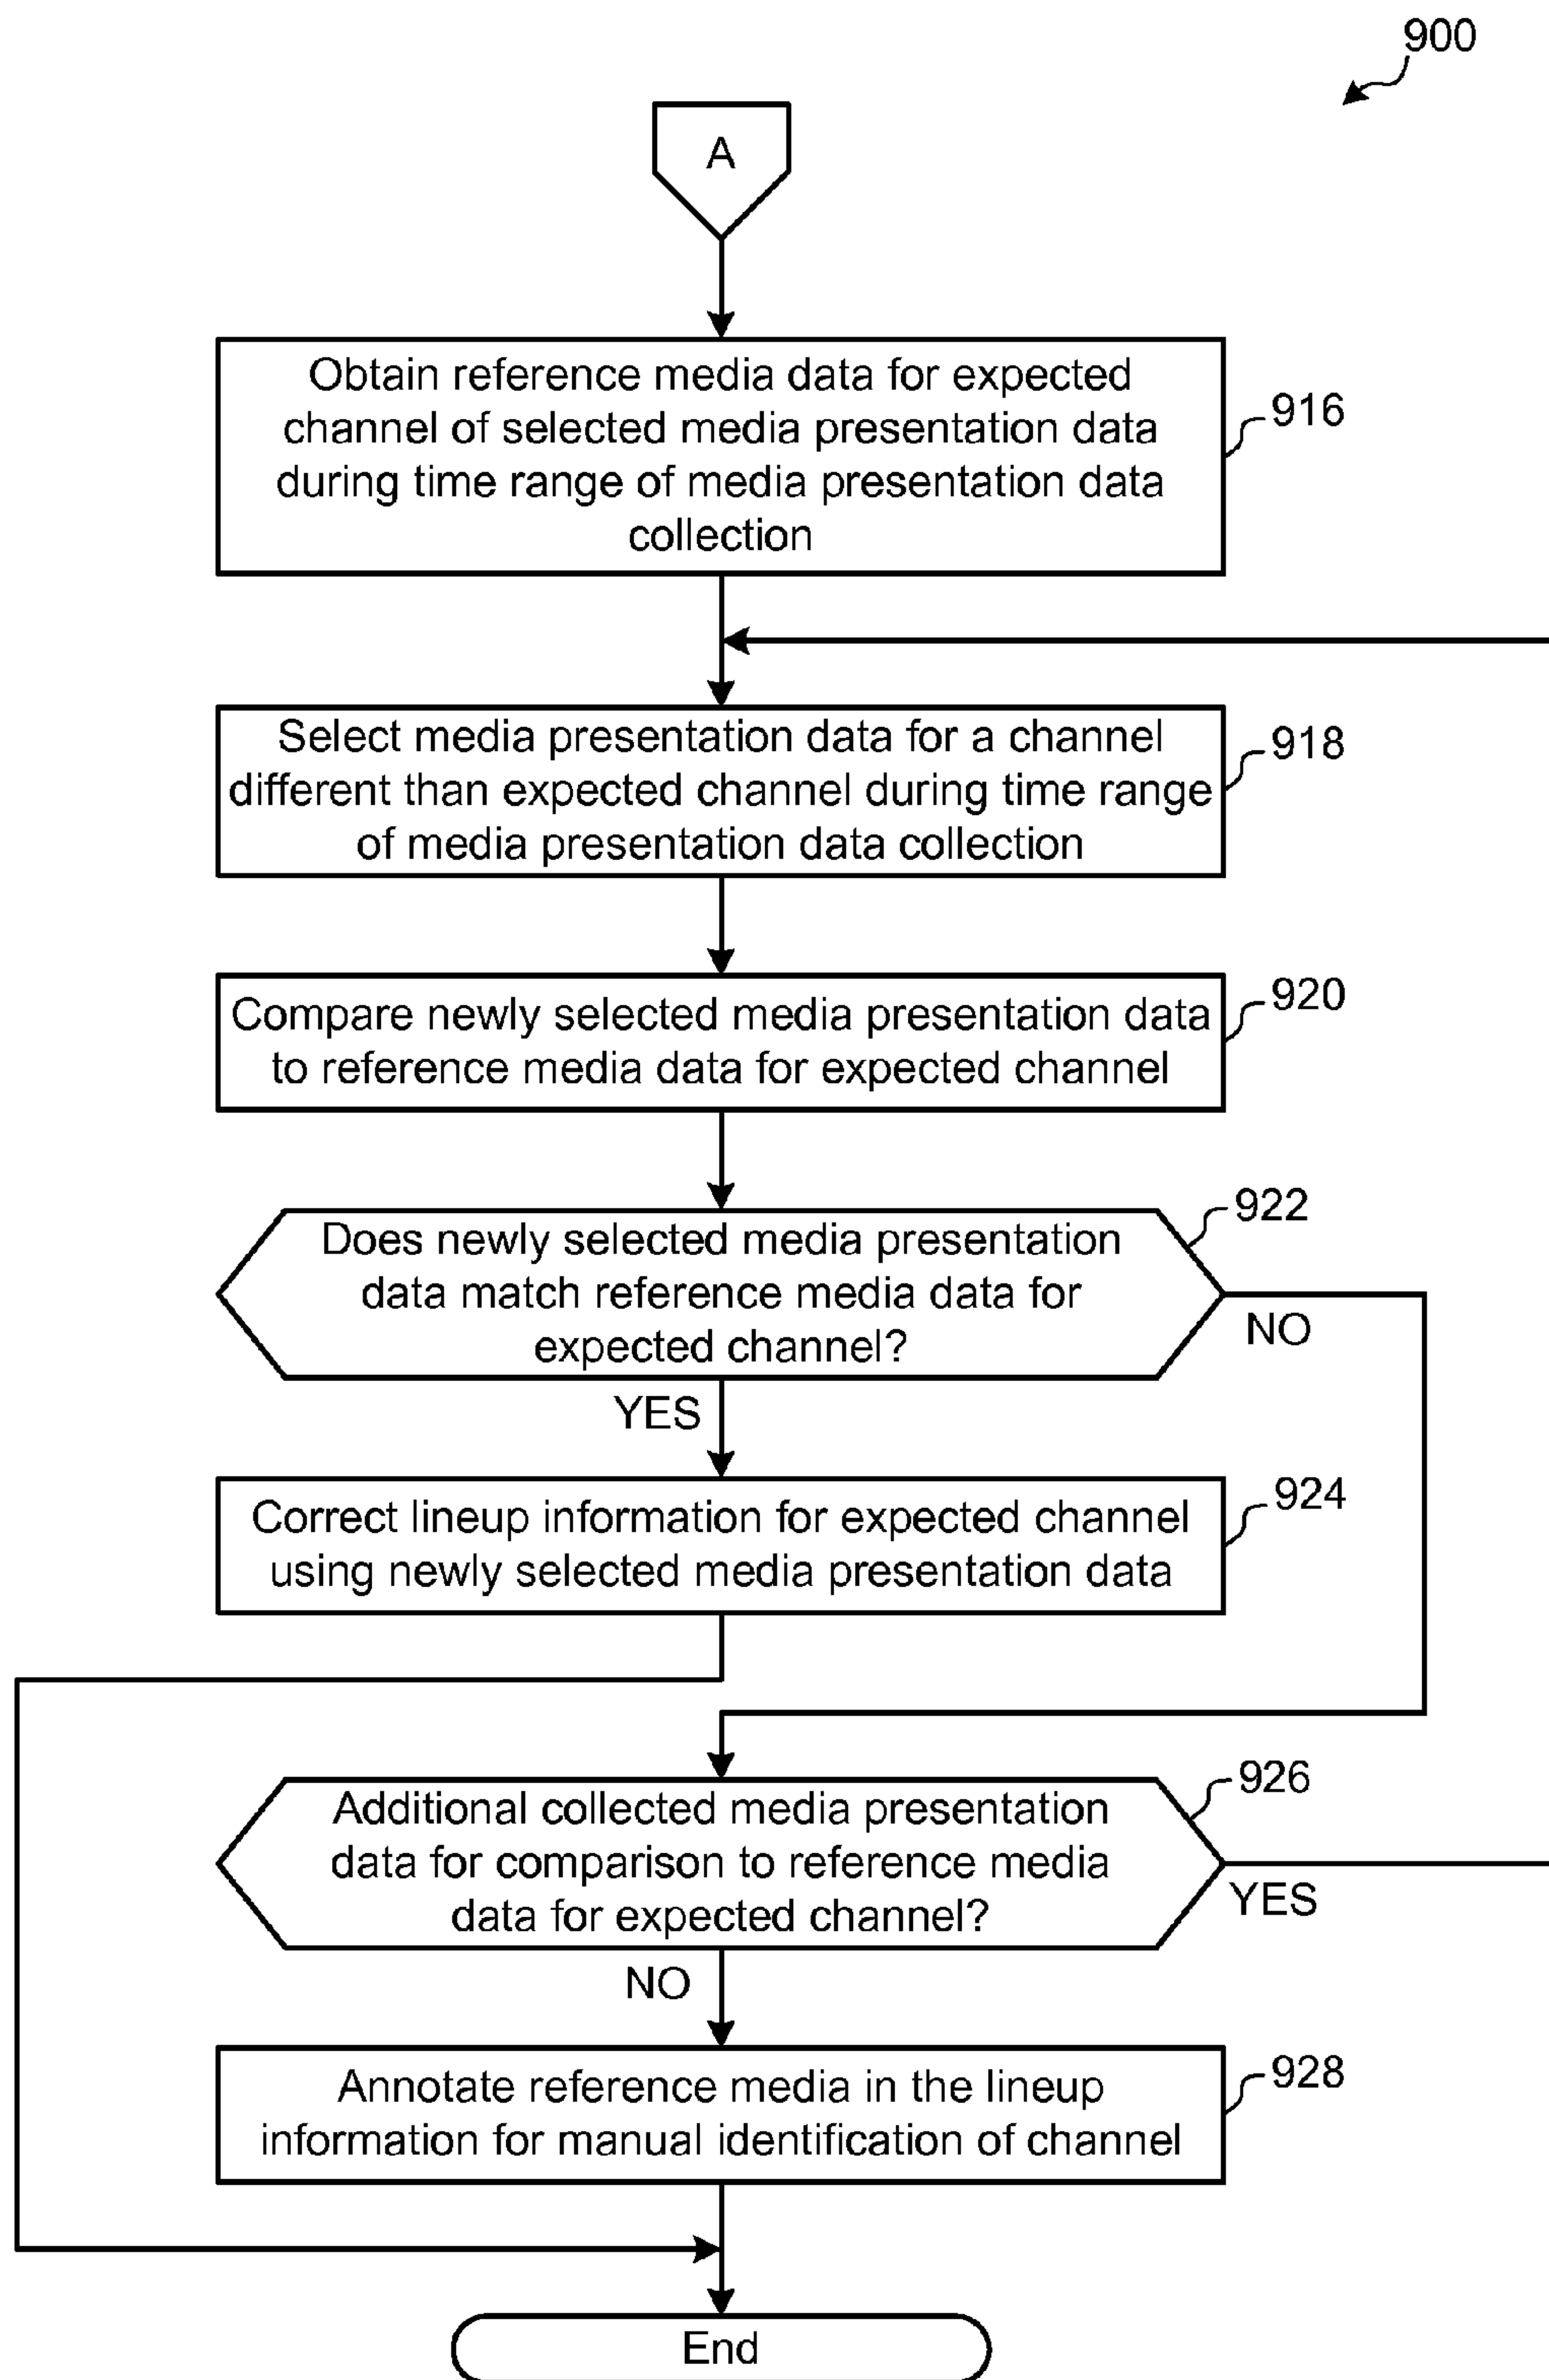 900
A
Obtain reference media data for expected
channel of selected media presentation data
during time range of media presentation data
collection
916
Select media presentation data for a channel
different than expected channel during time range
of media presentation data collection
918
Compare newly selected media presentation data
to reference media data for expected channel
920
Does newly selected media presentation
data match reference media data for
expected channel?
922
NO
YES
Correct lineup information for expected channel
using newly selected media presentation data
924
Additional collected media presentation
data for comparison to reference media
data for expected channel?
926
YES
NO
Annotate reference media in the lineup
information for manual identification of channel
928
End